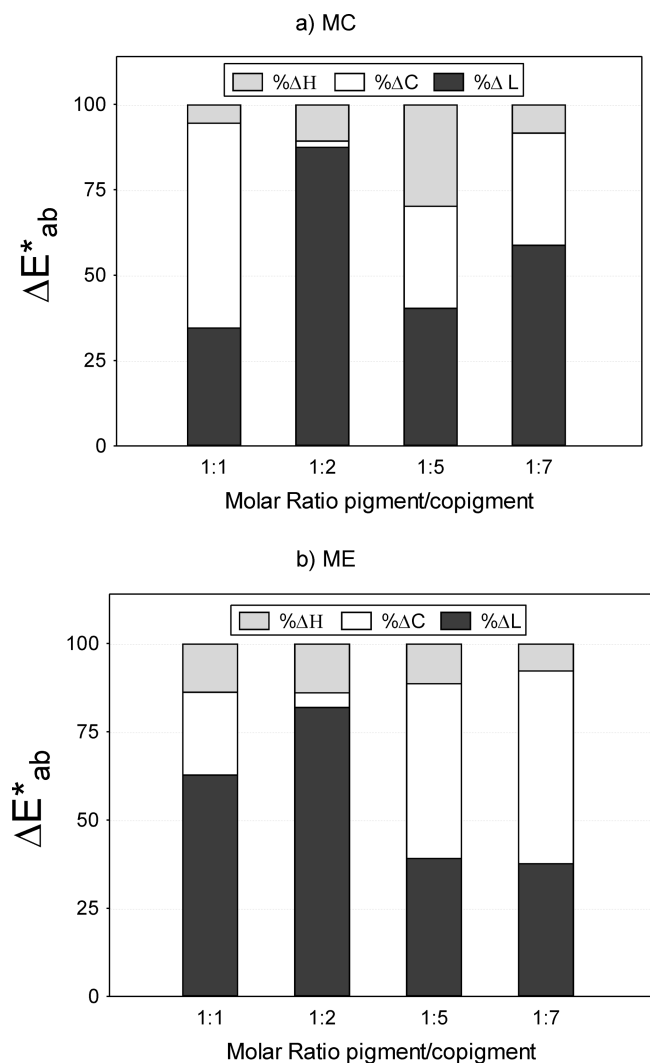 a) MC
%ΔH %ΔC %Δ L
100
75
50
25
0
ΔE*ab
1:1 1:2 1:5 1:7
Molar Ratio pigment/copigment
b) ME
%ΔH %ΔC %ΔL
100
75
50
25
0
ΔE*ab
1:1 1:2 1:5 1:7
Molar Ratio pigment/copigment